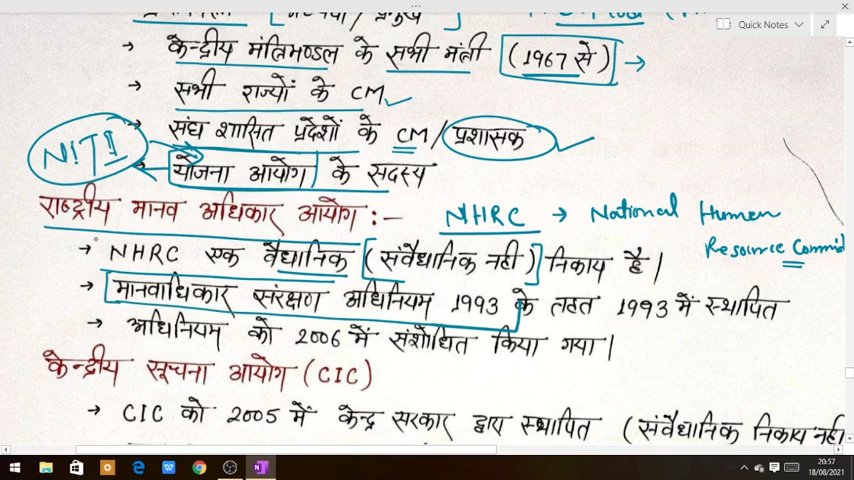 Quick Notes
→ केन्द्रीय मंत्रिमण्डल के सभी मंत्री (1967 से) →
→ सभी राज्यों के CM ✓
→ संघ शासित प्रदेशों के CM/प्रशासक
NITI
→ योजना आयोग के सदस्य
राष्ट्रीय मानव अधिकार आयोग :- NHRC → National Human
Resource Commi
→ NHRC एक वैधानिक (संवैधानिक नही) निकाय है।
→ मानवाधिकार संरक्षण अधिनियम 1993 के तहत 1993 में स्थापित
→ अधिनियम को 2006 में संशोधित किया गया।
केन्द्रीय सूचना आयोग (CIC)
→ CIC को 2005 में केन्द्र सरकार द्वारा स्थापित (संवैधानिक निकाय नही
20:57
18/08/2021